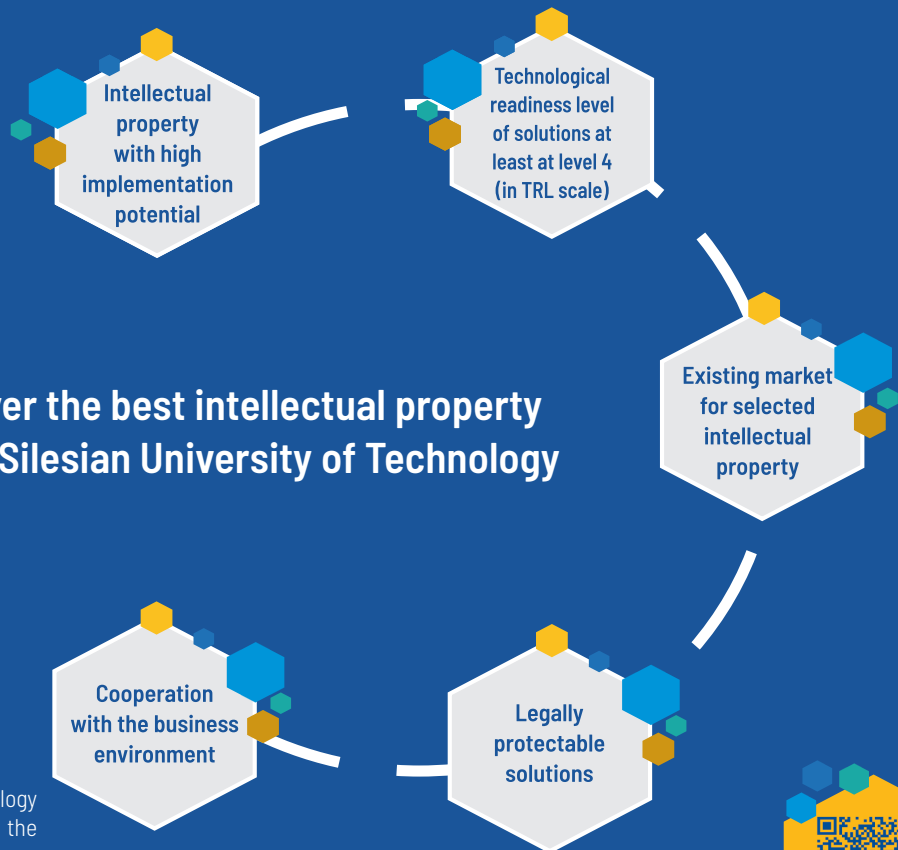 Intellectual
property
with high
implementation
potential
Technological
readiness level
of solutions at
least at level 4
(in TRL scale)
Existing market
for selected
intellectual
property
the best intellectual property
Silesian University of Technology
Cooperation
with the business
environment
Legally
protectable
solutions
the